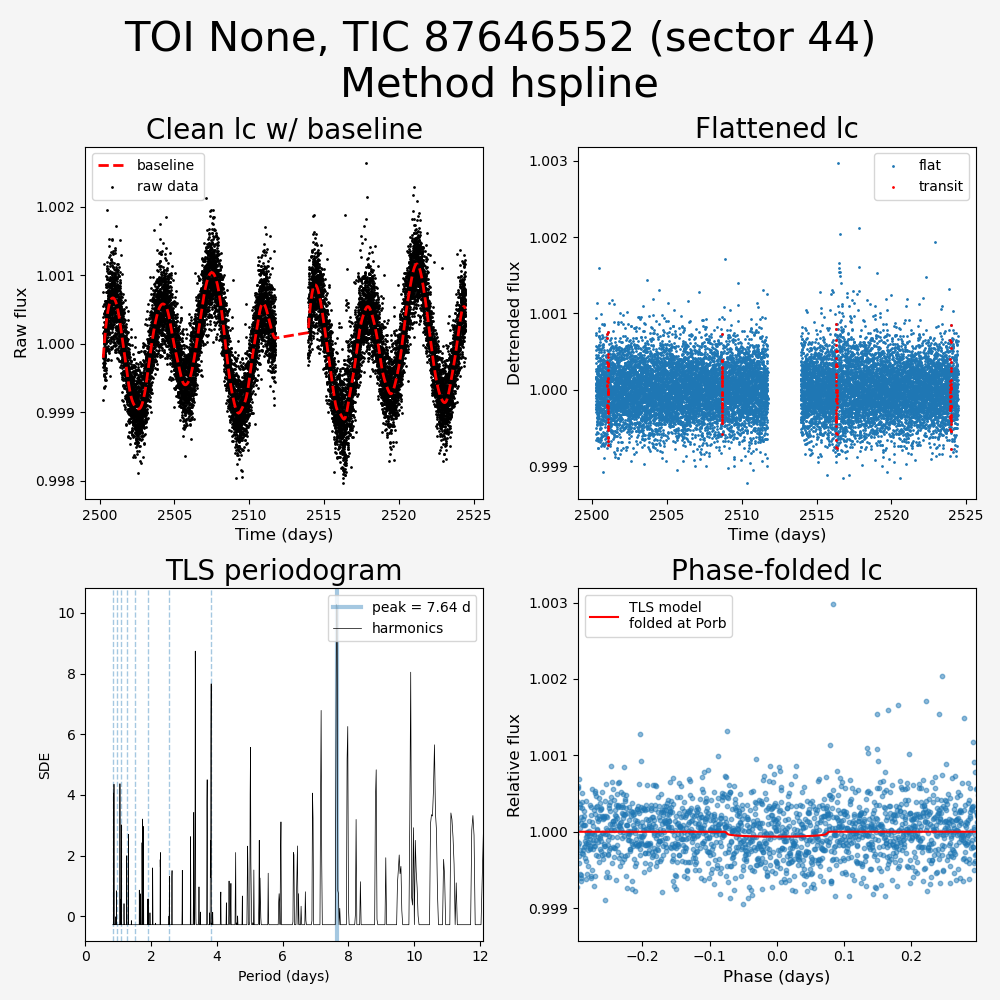 TOI None, TIC 87646552 (sector 44)
Method hspline
Clean lc w/ baseline
baseline
raw data
1.002
1.001
1.000
0.999
0.998
Raw flux
2500
2505
2510
2515
2520
2525
Time (days)
Flattened lc
flat
transit
1.003
1.002
1.001
1.000
0.999
Detrended flux
2500
2505
2510
2515
2520
2525
Time (days)
TLS periodogram
peak = 7.64 d
harmonics
10
8
6
4
2
0
SDE
0
2
4
6
8
10
12
Period (days)
Phase-folded lc
TLS model
folded at Porb
1.003
1.002
1.001
1.000
0.999
Relative flux
−0.2
−0.1
0.0
0.1
0.2
Phase (days)